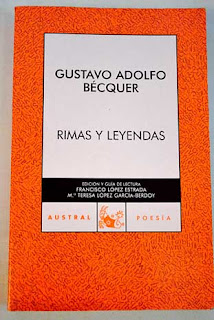 GUSTAVO ADOLFO
BÉCQUER
RIMAS Y LEYENDAS
EDICIÓN Y GUÍA DE LECTURA
FRANCISCO LÓPEZ ESTRADA
M.ª TERESA LÓPEZ GARCÍA-BERDOY
AUSTRAL POESÍA